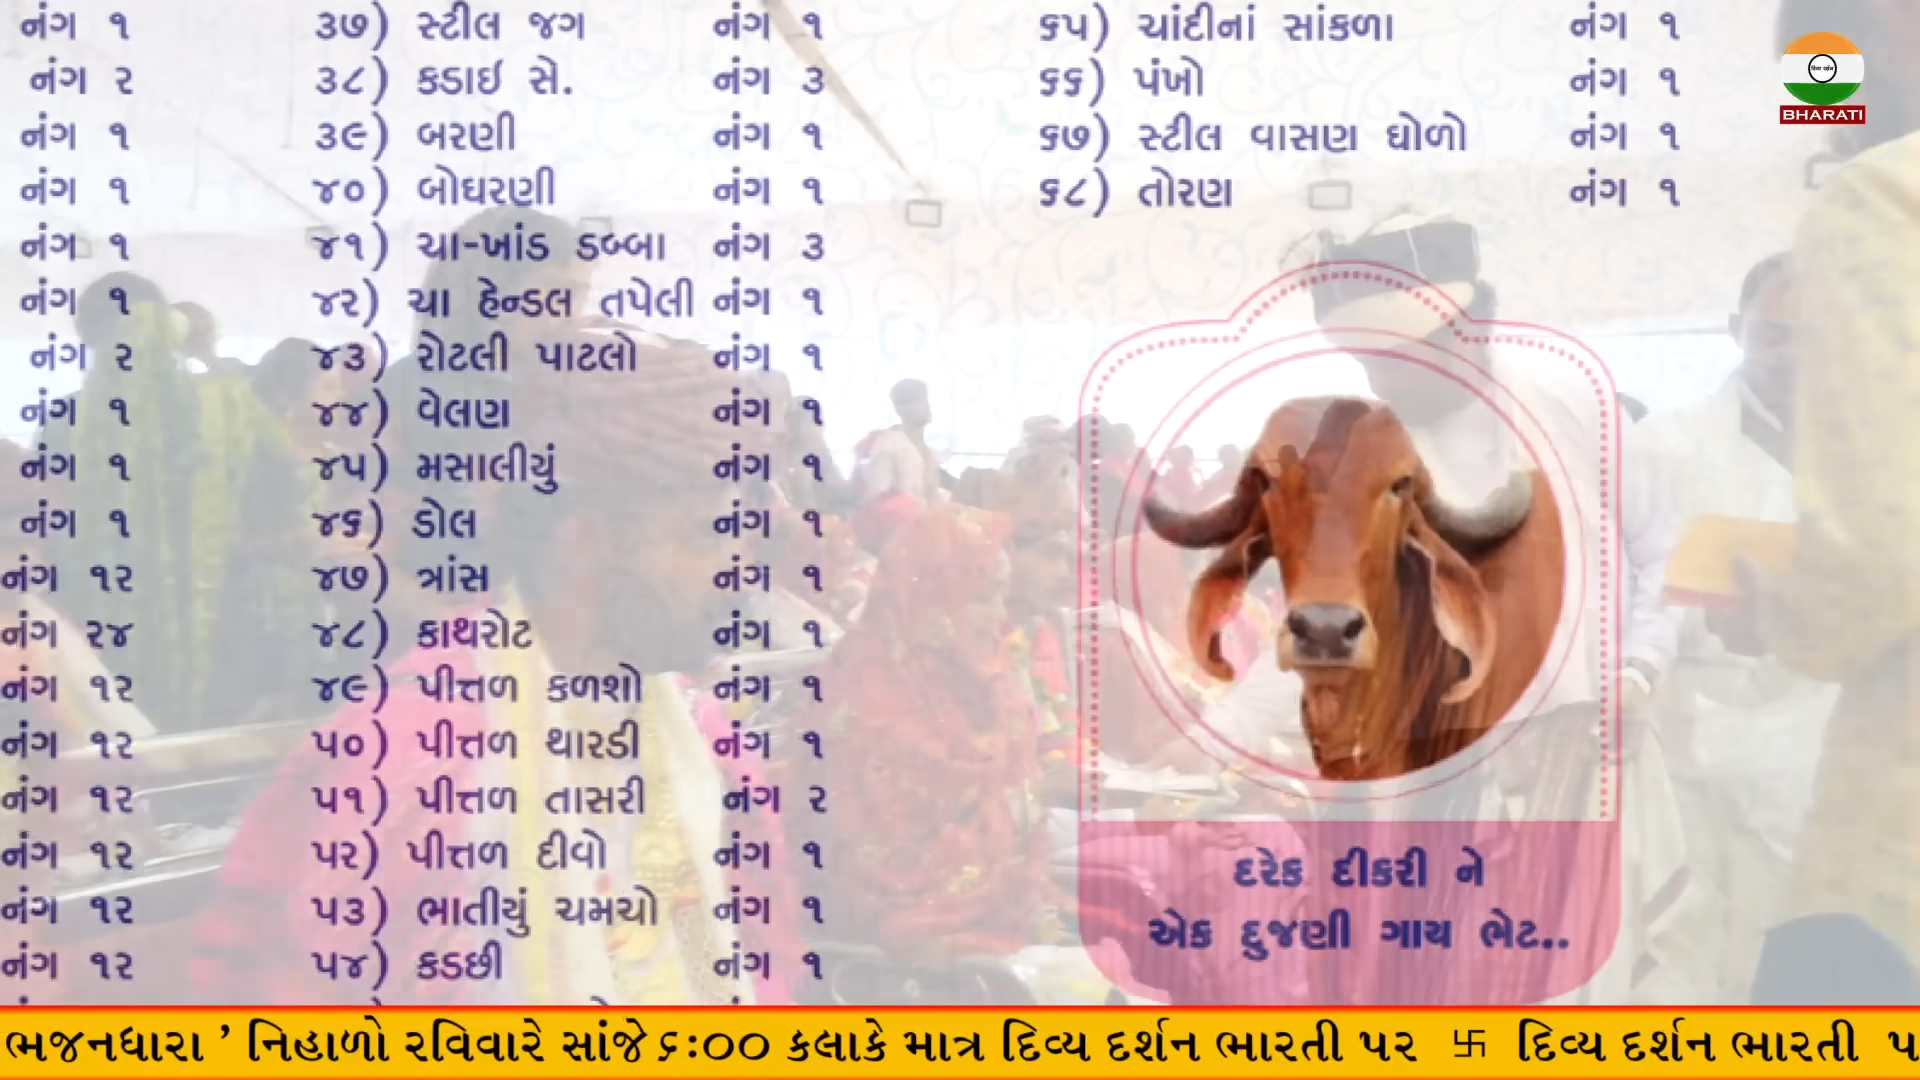 નંગ ૧
નંગ ૨
નંગ ૧
નંગ ૧
નંગ ૧
નંગ ૧
નંગ ૨
નંગ ૧
નંગ ૧
નંગ ૧
નંગ ૧૨
નંગ ૨૪
નંગ ૧૨
નંગ ૧૨
નંગ ૧૨
નંગ ૧૨
નંગ ૧૨
નંગ ૧૨
૩૭) સ્ટીલ જગ નંગ ૧
૩૮) કડાઈ સે. નંગ ૩
૩૯) બરણી નંગ ૧
૪૦) બોઘરણી નંગ ૧
૪૧) ચા-ખાંડ ડબ્બા નંગ ૩
૪૨) ચા હેન્ડલ તપેલી નંગ ૧
૪૩) રોટલી પાટલો નંગ ૧
૪૪) વેલણ નંગ ૧
૪૫) મસાલીયું નંગ ૧
૪૬) ડોલ નંગ ૧
૪૭) ત્રાંસ નંગ ૧
૪૮) કાથરોટ નંગ ૧
૪૯) પીત્તળ કળશો નંગ ૧
૫૦) પીત્તળ થારડી નંગ ૧
૫૧) પીત્તળ તાસરી નંગ ૨
૫૨) પીત્તળ દીવો નંગ ૧
૫૩) ભાતીયું ચમચો નંગ ૧
૫૪) કડછી નંગ ૧
૬૫) ચાંદીનાં સાંકળા નંગ ૧
૬૬) પંખો નંગ ૧
૬૭) સ્ટીલ વાસણ ઘોળો નંગ ૧
૬૮) તોરણ નંગ ૧
દરેક દીકરી ને
એક દુજણી ગાય ભેટ..
BHARATI
ભજનધારા ' નિહાળો રવિવારે સાંજે ૬:૦૦ કલાકે માત્ર દિવ્ય દર્શન ભારતી પર 卐 દિવ્ય દર્શન ભારતી પ